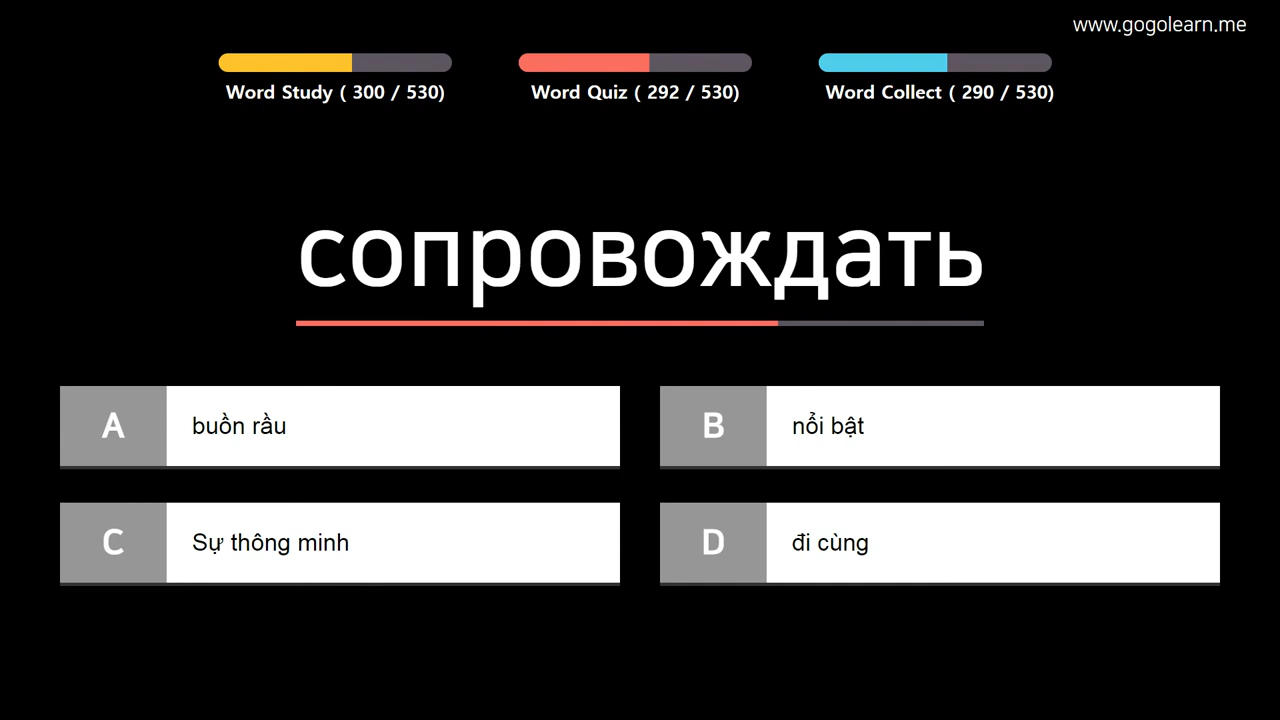 www.gogolearn.me
Word Study ( 300 / 530)
Word Quiz ( 292 / 530)
Word Collect ( 290 / 530)
сопровождать
A buồn rầu
B nổi bật
C Sự thông minh
D đi cùng